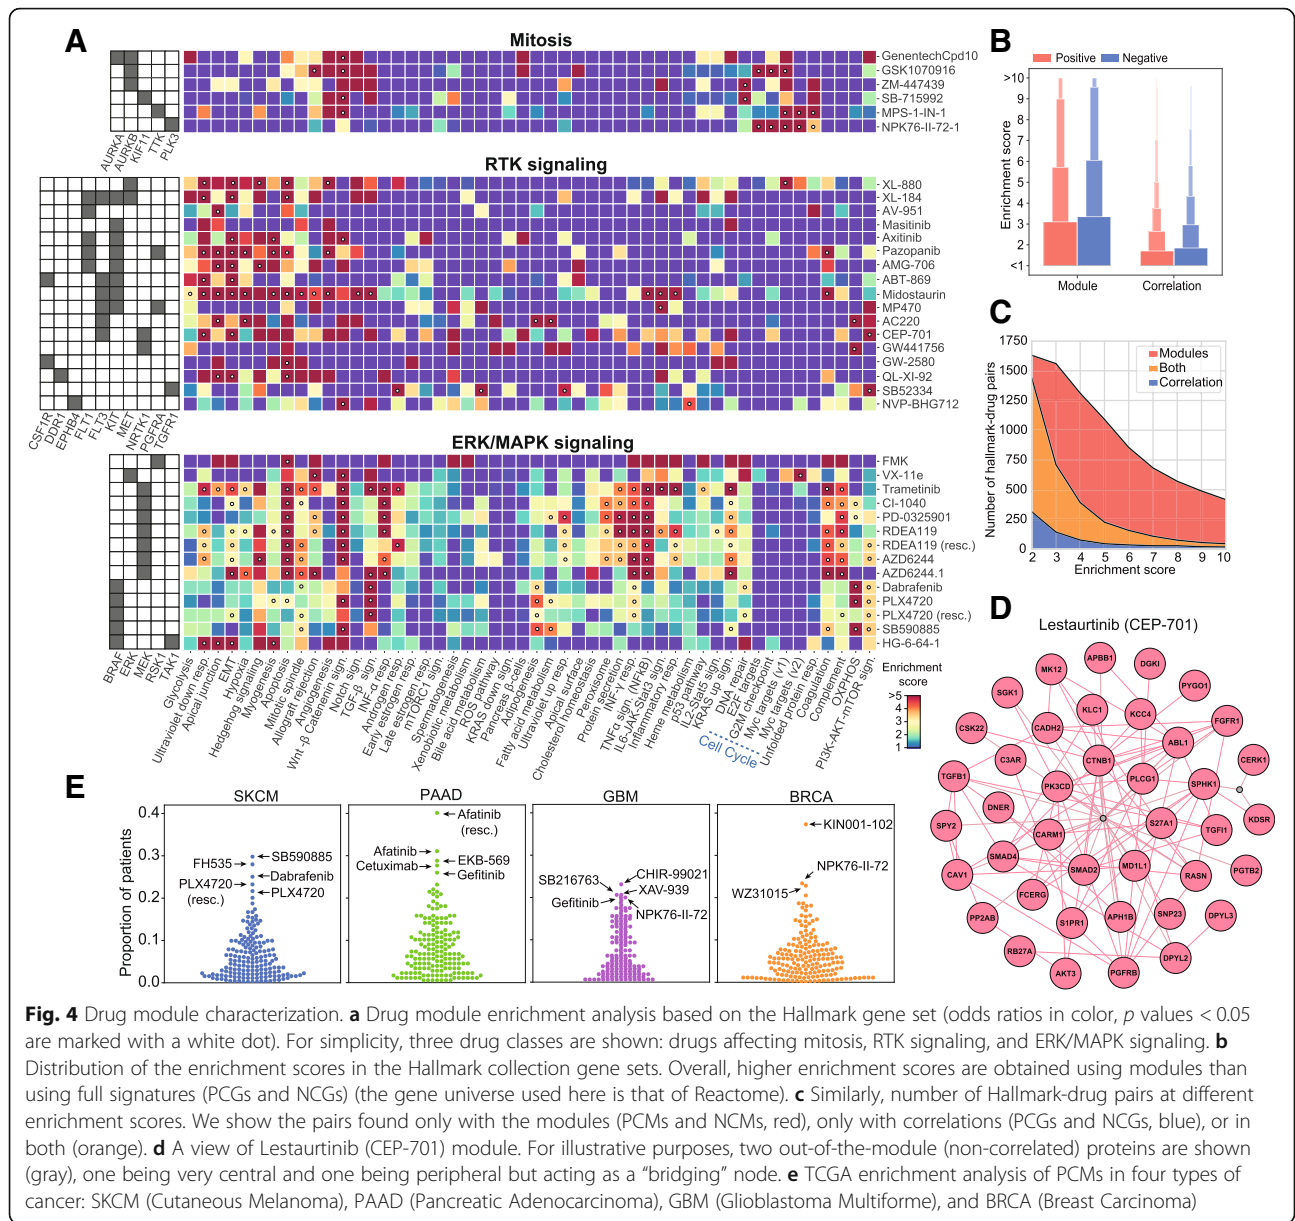 A
Mitosis
GenentechCpd10
GSK1070916
ZM-447439
SB-715992
MPS-1-IN-1
NPK76-II-72-1
AURKA
AURKB
KIF11
TTK
PLK3
RTK signaling
XL-880
XL-184
AV-951
Masitinib
Axitinib
Pazopanib
AMG-706
ABT-869
Midostaurin
MP470
AC220
CEP-701
GW441756
GW-2580
QL-XI-92
SB52334
NVP-BHG712
CSF1R
DDR1
EPHB4
FLT1
FLT3
KIT
MET
NRTK1
PGFRA
TGFR1
ERK/MAPK signaling
FMK
VX-11e
Trametinib
CI-1040
PD-0325901
RDEA119
RDEA119 (resc.)
AZD6244
AZD6244.1
Dabrafenib
PLX4720
PLX4720 (resc.)
SB590885
HG-6-64-1
BRAF
ERK
MEK
RSK1
TAK1
Glycolysis
Ultraviolet down resp.
Apical junction
EMT
Hypoxia
Hedgehog signaling
Myogenesis
Apoptosis
Mitotic spindle
Allograft rejection
Angiogenesis
Wnt.-β Catenin sign.
Notch sign.
TGF-β sign.
INF-α resp.
Androgen resp.
Early estrogen resp.
Late estrogen resp.
mTORC1 sign.
Spermatogenesis
Xenobiotic metabolism
Bile acid metabolism
ROS pathway
KRAS down sign.
Pancreas β-cells
Adipogenesis
Fatty acid metabolism
Ultraviolet up resp.
Apical surface
Cholesterol homeostasis
Peroxisome
Protein secretion
INF-γ resp.
TNFα sign. (NFKB)
IL6-JAK-Stat3 sign.
Inflammatory resp.
Heme metabolism
p53 pathway
IL2-Stat5 sign.
KRAS up sign.
DNA repair
E2F targets
G2M checkpoint
Myc targets (v1)
Myc targets (v2)
Unfolded protein resp.
Coagulation
Complement
OXPHOS
PI3K-AKT-mTOR sign.
Cell Cycle
Enrichment
score
>5
4
3
2
1
B
Positive
Negative
Enrichment score
>10
9
8
7
6
5
4
3
2
<1
Module
Correlation
C
Number of hallmark-drug pairs
1750
1500
1250
1000
750
500
250
0
Modules
Both
Correlation
2 3 4 5 6 7 8 9 10
Enrichment score
D
Lestaurtinib (CEP-701)
APBB1
MK12
DGKI
PYGO1
SGK1
KLC1
KCC4
FGFR1
CSK22
CADH2
ABL1
CERK1
C3AR
CTNB1
TGFB1
PK3CD
PLCG1
SPHK1
DNER
KDSR
SPY2
CARM1
S27A1
TGFI1
SMAD4
SMAD2
MD1L1
RASN
PGTB2
CAV1
FCERG
PP2AB
S1PR1
APH1B
SNP23
DPYL3
RB27A
DPYL2
AKT3
PGFRB
E
Proportion of patients
0.4
0.3
0.2
0.1
0.0
SKCM
SB590885
FH535
Dabrafenib
PLX4720
(resc.)
PLX4720
PAAD
Afatinib
(resc.)
Afatinib
EKB-569
Cetuximab
Gefitinib
GBM
CHIR-99021
SB216763
XAV-939
Gefitinib
NPK76-II-72
BRCA
KIN001-102
NPK76-II-72
WZ31015
Fig. 4 Drug module characterization. a Drug module enrichment analysis based on the Hallmark gene set (odds ratios in color, p values < 0.05
are marked with a white dot). For simplicity, three drug classes are shown: drugs affecting mitosis, RTK signaling, and ERK/MAPK signaling. b
Distribution of the enrichment scores in the Hallmark collection gene sets. Overall, higher enrichment scores are obtained using modules than
using full signatures (PCGs and NCGs) (the gene universe used here is that of Reactome). c Similarly, number of Hallmark-drug pairs at different
enrichment scores. We show the pairs found only with the modules (PCMs and NCMs, red), only with correlations (PCGs and NCGs, blue), or in
both (orange). d A view of Lestaurtinib (CEP-701) module. For illustrative purposes, two out-of-the-module (non-correlated) proteins are shown
(gray), one being very central and one being peripheral but acting as a “bridging” node. e TCGA enrichment analysis of PCMs in four types of
cancer: SKCM (Cutaneous Melanoma), PAAD (Pancreatic Adenocarcinoma), GBM (Glioblastoma Multiforme), and BRCA (Breast Carcinoma)